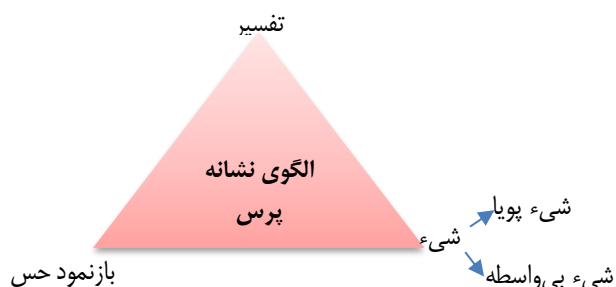 تفسیر
الگوی نشانه
پرس
شیء پویا
شیء
شیء بی‌واسطه
بازنمود حس